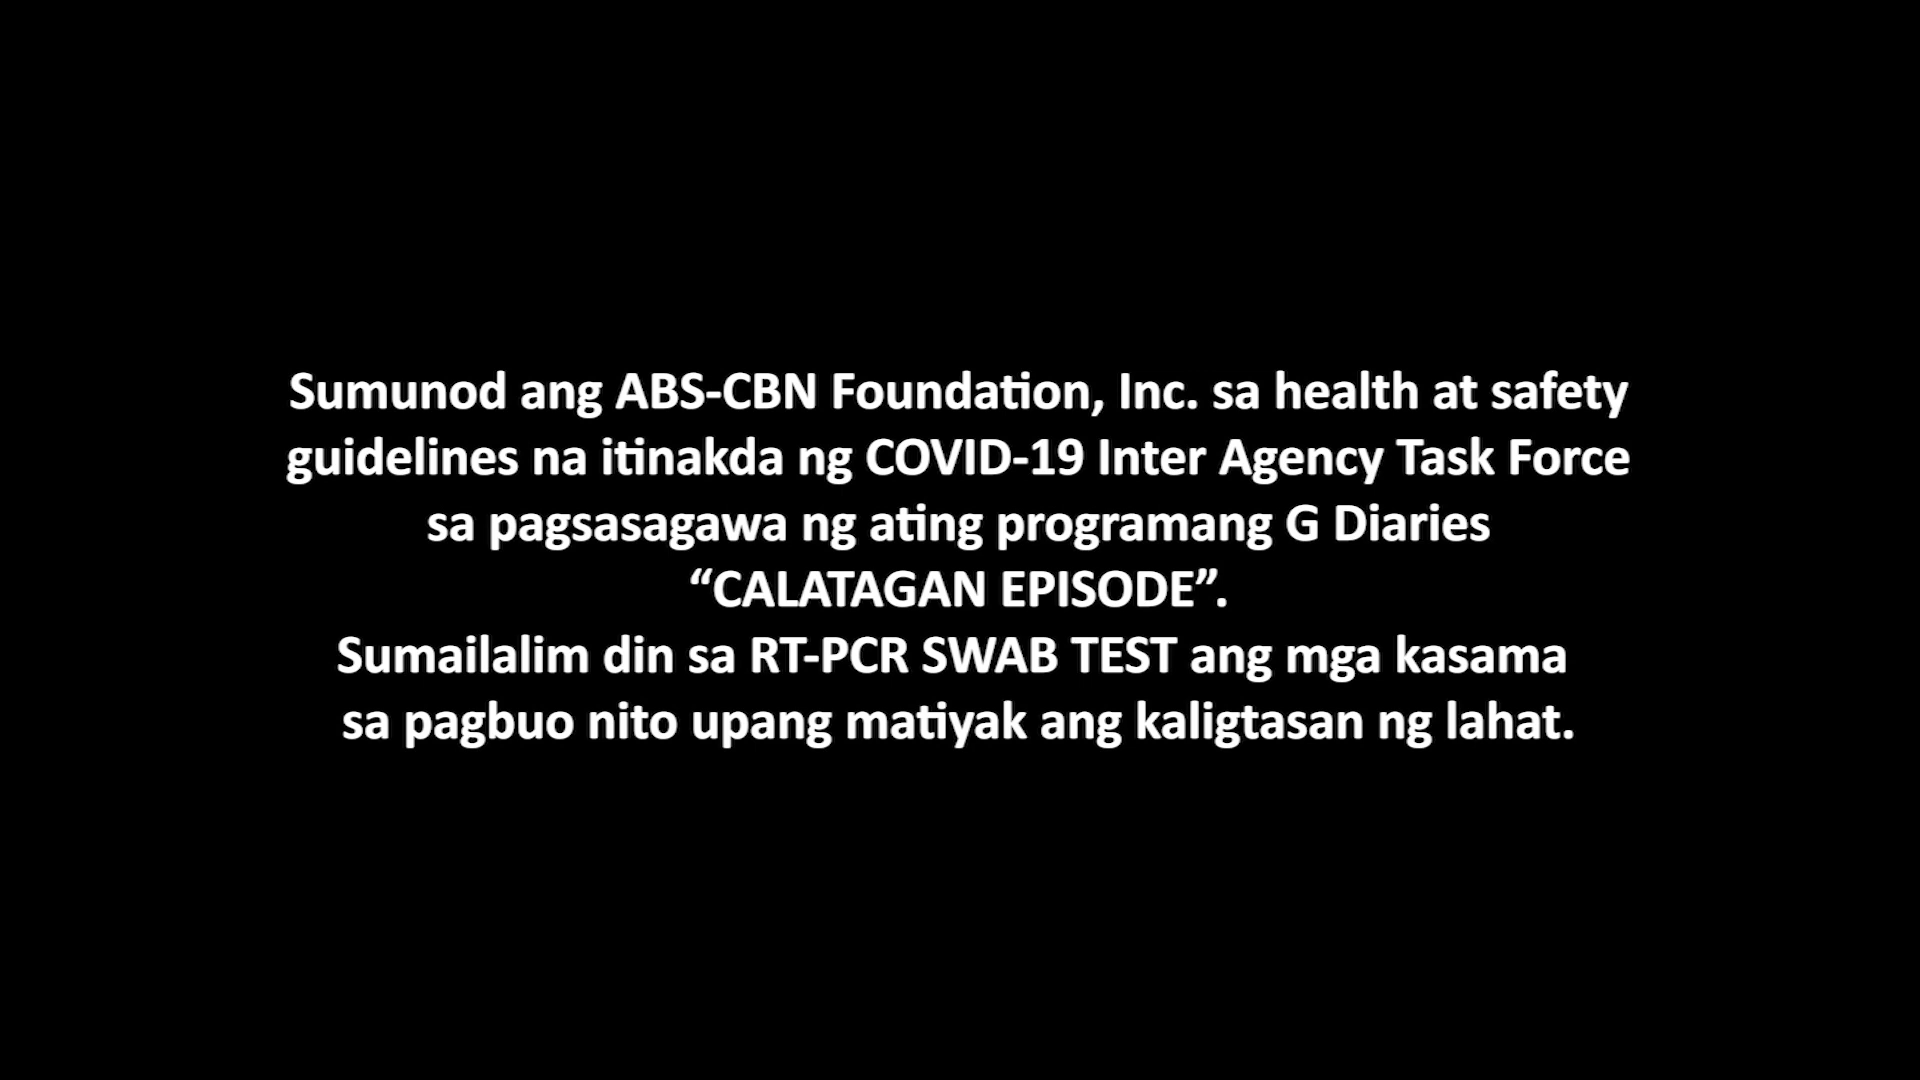 Sumunod ang ABS-CBN Foundation, Inc. sa health at safety
guidelines na itinakda ng COVID-19 Inter Agency Task Force
sa pagsasagawa ng ating programang G Diaries
“CALATAGAN EPISODE”.
Sumailalim din sa RT-PCR SWAB TEST ang mga kasama
sa pagbuo nito upang matiyak ang kaligtasan ng lahat.